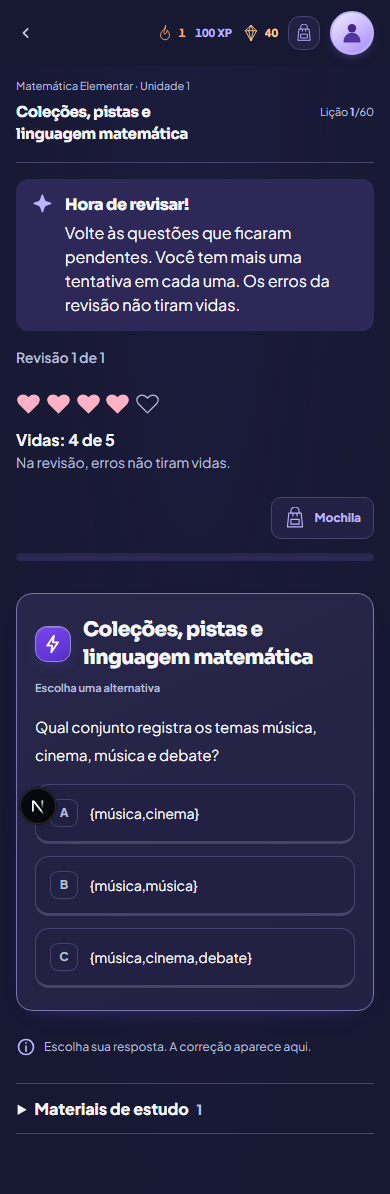 1 100 XP 40
Matemática Elementar · Unidade 1
Coleções, pistas e
linguagem matemática
Lição 1/60
Hora de revisar!
Volte às questões que ficaram
pendentes. Você tem mais uma
tentativa em cada uma. Os erros da
revisão não tiram vidas.
Revisão 1 de 1
Vidas: 4 de 5
Na revisão, erros não tiram vidas.
Mochila
Coleções, pistas e
linguagem matemática
Escolha uma alternativa
Qual conjunto registra os temas música,
cinema, música e debate?
N
A {música,cinema}
B {música,música}
C {música,cinema,debate}
Escolha sua resposta. A correção aparece aqui.
Materiais de estudo 1